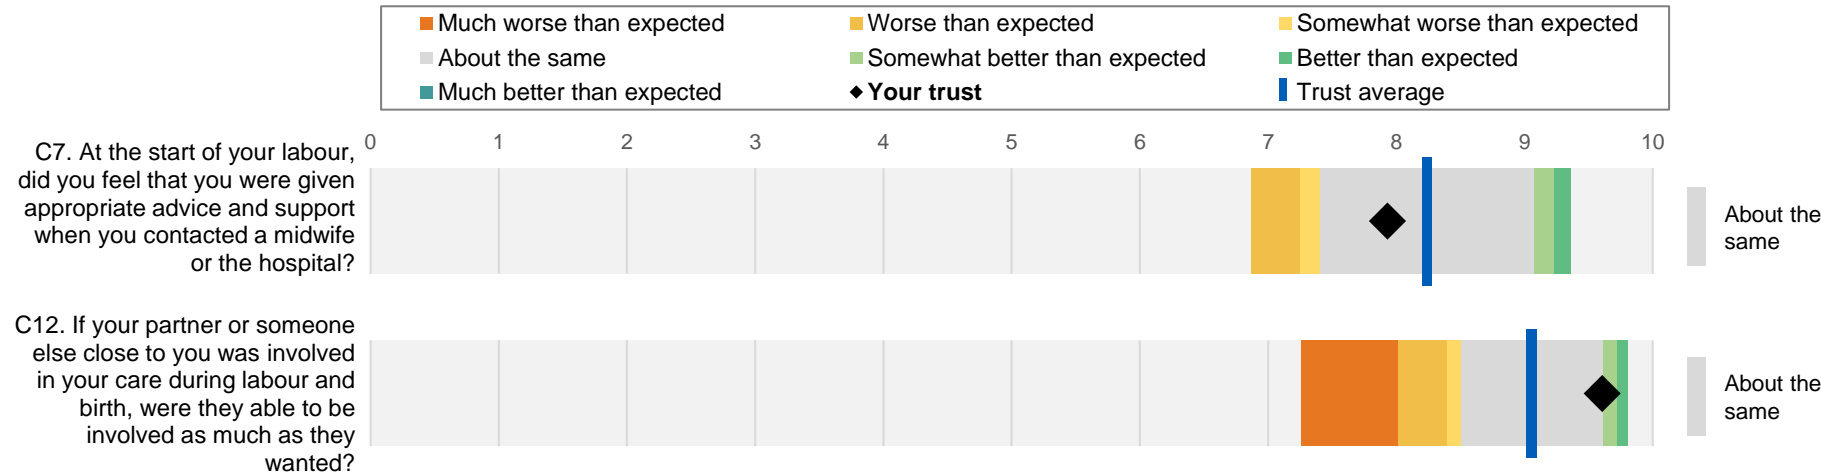 Much worse than expected
Worse than expected
Somewhat worse than expected
About the same
Somewhat better than expected
Better than expected
Much better than expected
Your trust
Trust average
0 1 2 3 4 5 6 7 8 9 10
C7. At the start of your labour,
did you feel that you were given
appropriate advice and support
when you contacted a midwife
or the hospital?
About the
same
C12. If your partner or someone
else close to you was involved
in your care during labour and
birth, were they able to be
involved as much as they
wanted?
About the
same